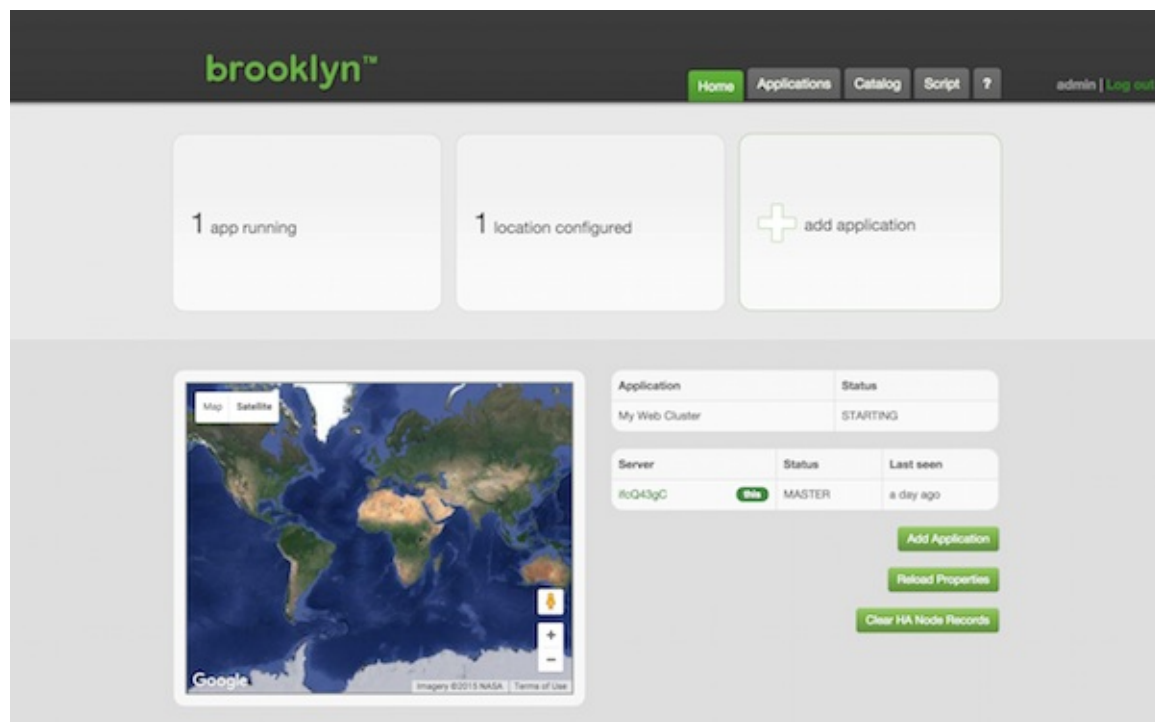 brooklyn™
Home Applications Catalog Script ? admin | Log out
1 app running
1 location configured
add application
Map Satellite
Google
Imagery ©2015 NASA Terms of Use
Application Status
My Web Cluster STARTING
Server Status Last seen
this MASTER a day ago
Add Application
Reload Properties
Clear HA Node Records